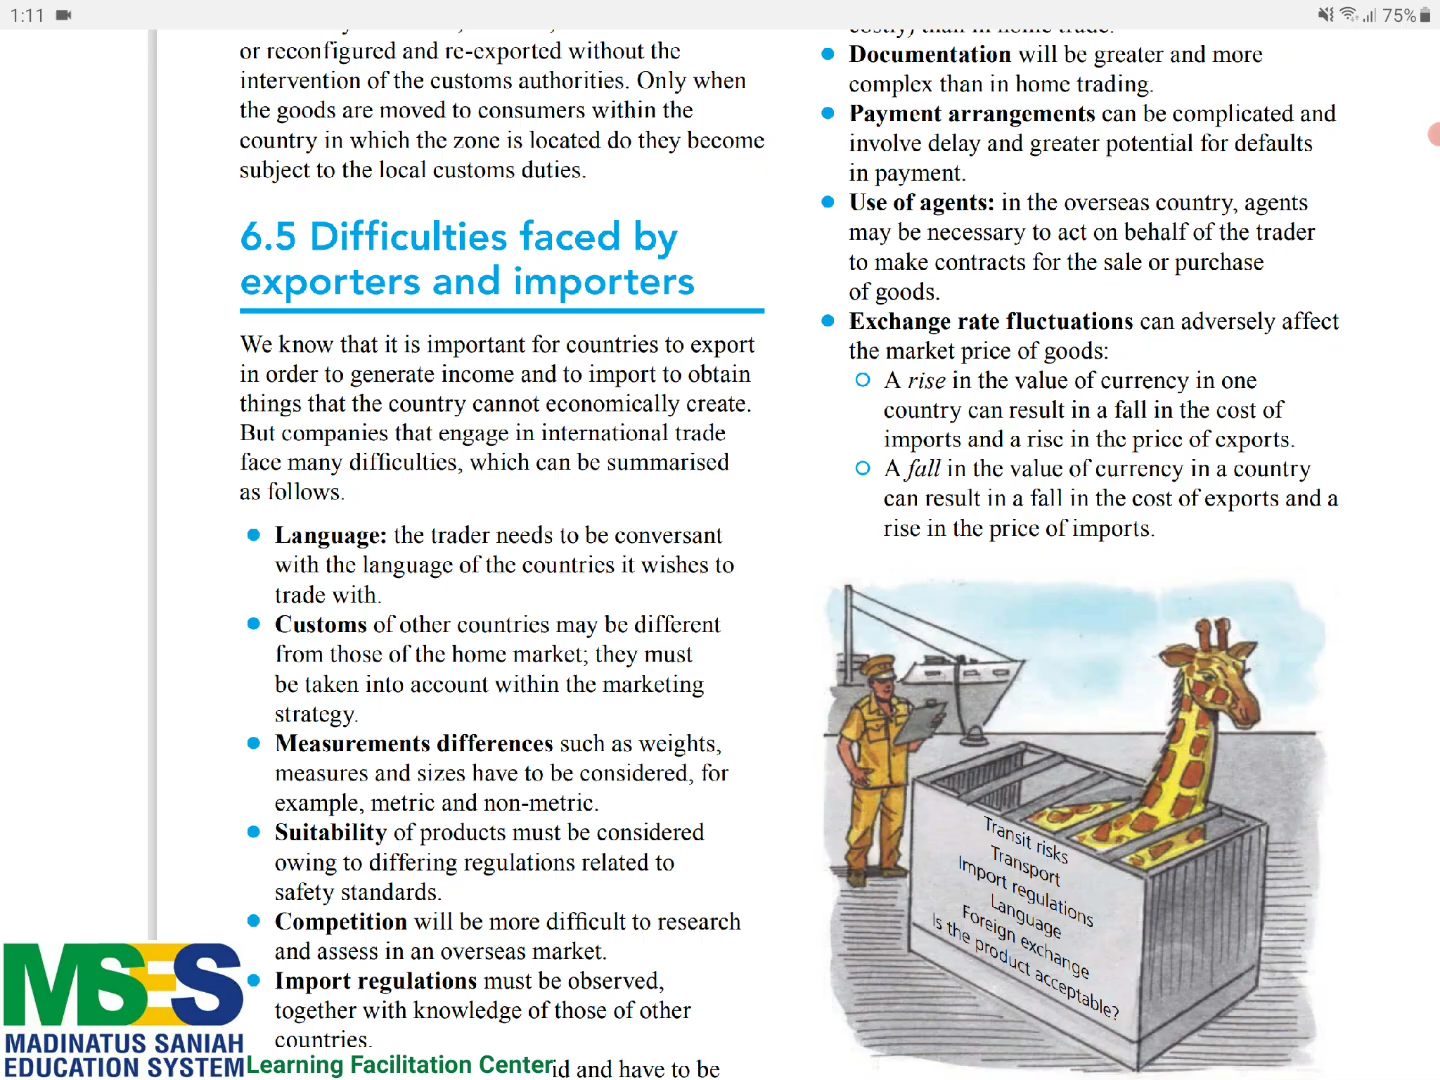 1:11
75%
or reconfigured and re-exported without the
intervention of the customs authorities. Only when
the goods are moved to consumers within the
country in which the zone is located do they become
subject to the local customs duties.
6.5 Difficulties faced by
exporters and importers
We know that it is important for countries to export
in order to generate income and to import to obtain
things that the country cannot economically create.
But companies that engage in international trade
face many difficulties, which can be summarised
as follows.
Language: the trader needs to be conversant
with the language of the countries it wishes to
trade with.
Customs of other countries may be different
from those of the home market; they must
be taken into account within the marketing
strategy.
Measurements differences such as weights,
measures and sizes have to be considered, for
example, metric and non-metric.
Suitability of products must be considered
owing to differing regulations related to
safety standards.
Competition will be more difficult to research
and assess in an overseas market.
Import regulations must be observed,
together with knowledge of those of other
countries.
and have to be
costly) than in home trade.
Documentation will be greater and more
complex than in home trading.
Payment arrangements can be complicated and
involve delay and greater potential for defaults
in payment.
Use of agents: in the overseas country, agents
may be necessary to act on behalf of the trader
to make contracts for the sale or purchase
of goods.
Exchange rate fluctuations can adversely affect
the market price of goods:
A rise in the value of currency in one
country can result in a fall in the cost of
imports and a rise in the price of exports.
A fall in the value of currency in a country
can result in a fall in the cost of exports and a
rise in the price of imports.
Transit risks
Transport
Import regulations
Language
Foreign exchange
Is the product acceptable?
MSES
MADINATUS SANIAH
EDUCATION SYSTEM
Learning Facilitation Center